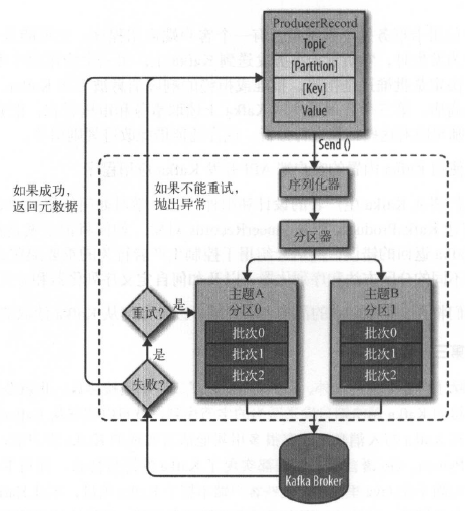 ProducerRecord
Topic
[Partition]
[Key]
Value
Send ()
如果成功，
返回元数据
如果不能重试，
抛出异常
序列化器
分区器
主题A
分区0
批次0
批次1
批次2
主题B
分区1
批次0
批次1
批次2
重试？
是
是
失败？
Kafka Broker